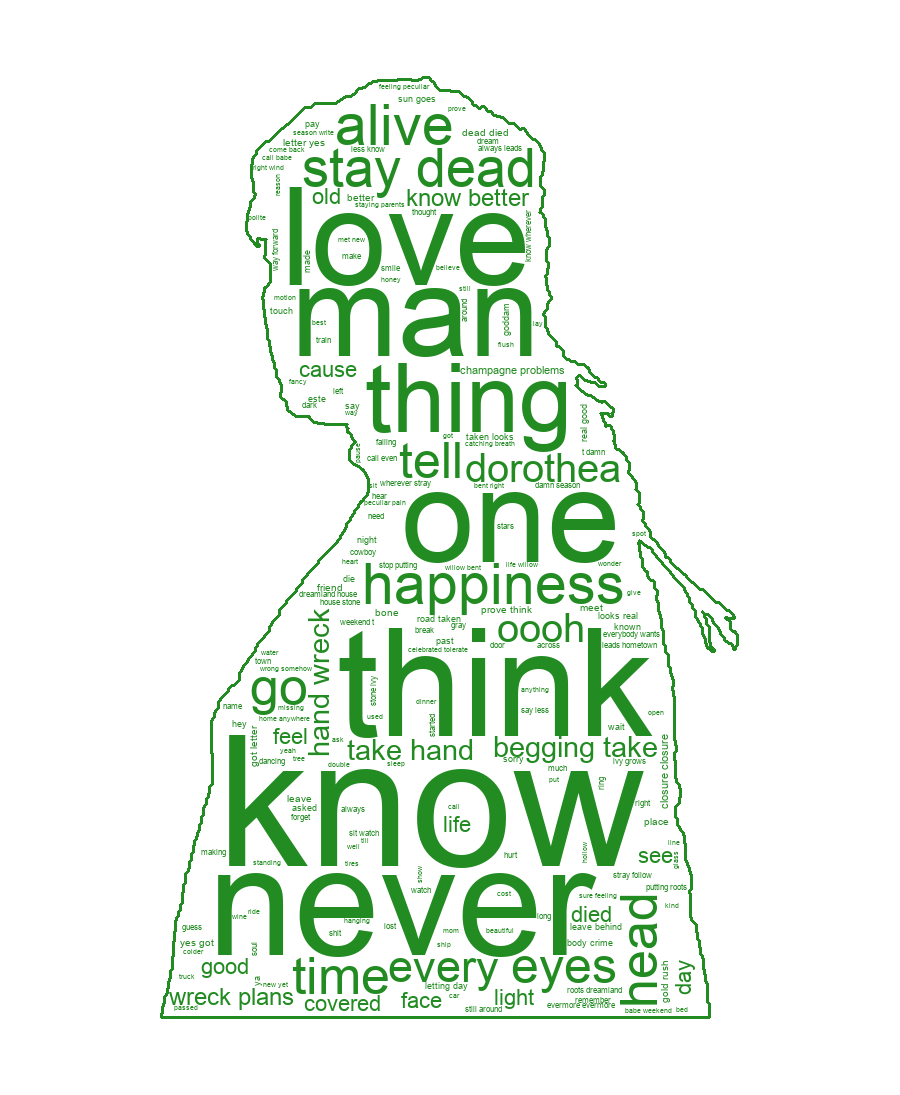 feeling peculiar
sun goes
prove
alive
pay
season write
dead died
letter yes
dream
come back
less know
always leads
call babe
stay dead
right wind
reason
old
better
know better
staying parents
thought
polite
love
know wherever
met new
way forward
made
make
smile
believe
honey
man
still
motion
touch
around
goddam
best
lay
train
flush
cause
champagne problems
thing
fancy
left
este
dark
say
way
real good
got
taken looks
falling
catching breath
pause
call even
tell
dorothea
t damn
sit
wherever stray
bent right
damn season
hear
peculiar pain
one
need
stars
spot
night
cowboy
heart
stop putting
willow bent
life willow
wonder
die
happiness
friend
dreamland house
give
house stone
bone
prove think
meet
looks real
weekend t
road taken
gray
oooh
known
break
everybody wants
past
door
across
leads hometown
celebrated tolerate
hand wreck
think
water
town
wrong somehow
go
stone ivy
anything
missing
name
dinner
say less
open
home anywhere
used
started
hey
wait
got letter
feel
ask
take hand
begging take
closure closure
yeah
tree
dancing
double
sleep
sorry
much
ivy grows
know
put
ring
leave
asked
always
call
right
forget
life
place
sit watch
till
well
line
making
hurt
hollow
see
glass
standing
tires
show
stray follow
never
watch
cost
sure feeling
putting roots
wine
ride
hanging
long
died
head
kind
guess
shit
lost
mom
beautiful
leave behind
yes got
soul
ship
body crime
colder
good
time
every eyes
gold rush
day
truck
ya
new yet
letting day
roots dreamland
wreck plans
covered
face
car
light
remember
passed
still around
evermore evermore
babe weekend
bed